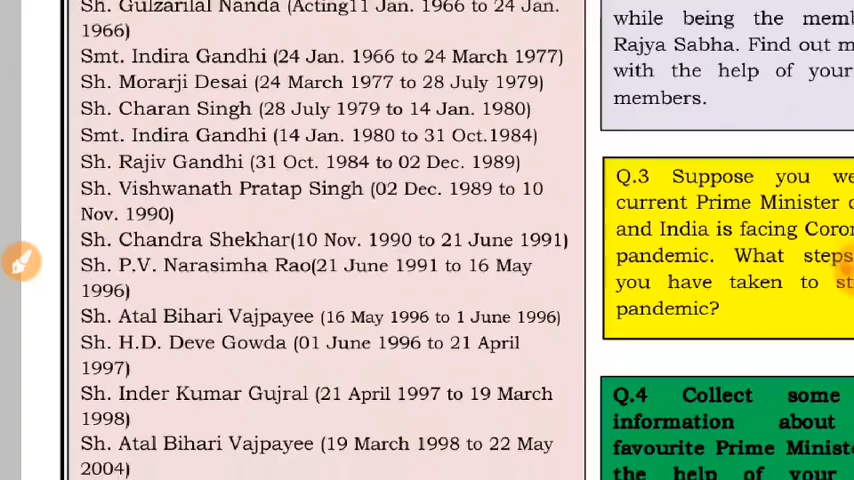 Sh. Gulzarilal Nanda (Acting11 Jan. 1966 to 24 Jan.
1966)
Smt. Indira Gandhi (24 Jan. 1966 to 24 March 1977)
Sh. Morarji Desai (24 March 1977 to 28 July 1979)
Sh. Charan Singh (28 July 1979 to 14 Jan. 1980)
Smt. Indira Gandhi (14 Jan. 1980 to 31 Oct.1984)
Sh. Rajiv Gandhi (31 Oct. 1984 to 02 Dec. 1989)
Sh. Vishwanath Pratap Singh (02 Dec. 1989 to 10
Nov. 1990)
Sh. Chandra Shekhar(10 Nov. 1990 to 21 June 1991)
Sh. P.V. Narasimha Rao(21 June 1991 to 16 May
1996)
Sh. Atal Bihari Vajpayee (16 May 1996 to 1 June 1996)
Sh. H.D. Deve Gowda (01 June 1996 to 21 April
1997)
Sh. Inder Kumar Gujral (21 April 1997 to 19 March
1998)
Sh. Atal Bihari Vajpayee (19 March 1998 to 22 May
2004)
while being the memb
Rajya Sabha. Find out m
with the help of your
members.
Q.3 Suppose you we
current Prime Minister o
and India is facing Coron
pandemic. What steps
you have taken to st
pandemic?
Q.4 Collect some
information about
favourite Prime Minist
the help of your